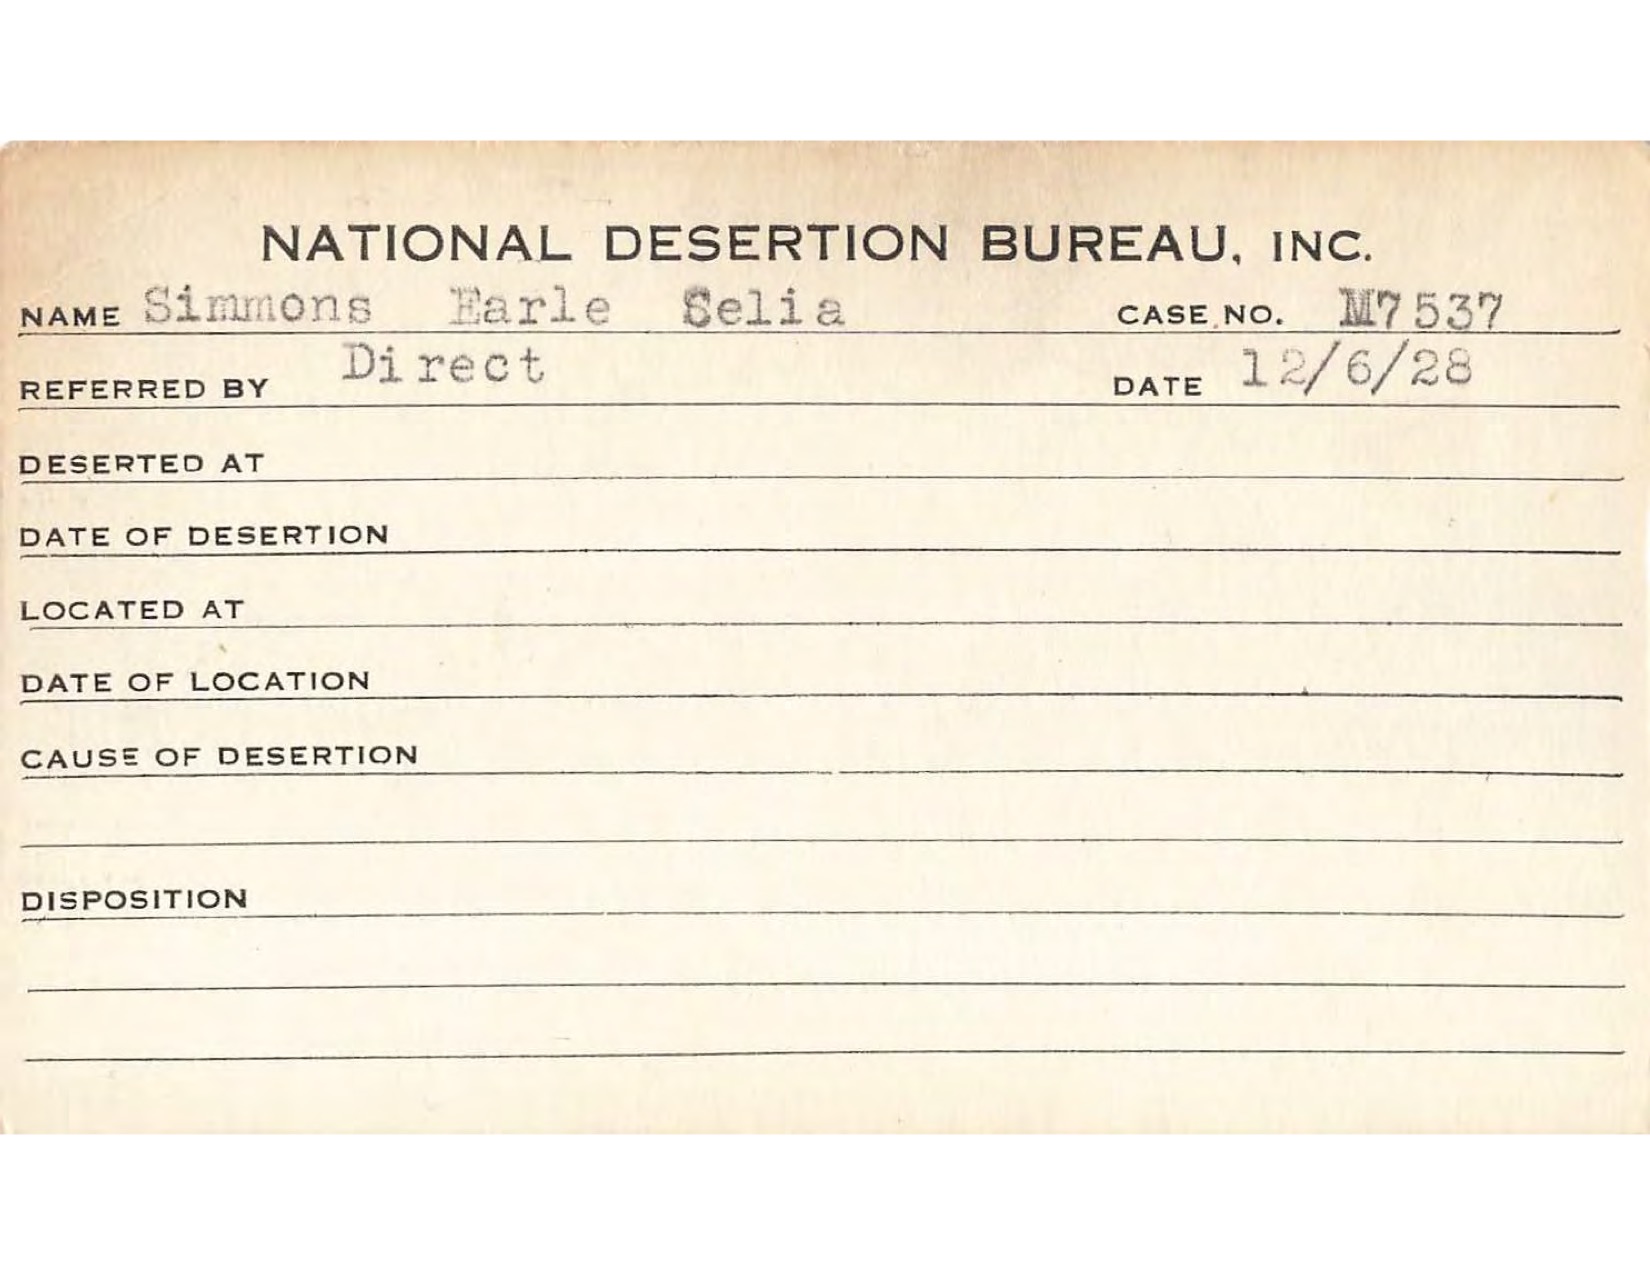 NATIONAL DESERTION BUREAU, INC.
NAME Simmons Earle Selia CASE NO. M7537
REFERRED BY Direct DATE 12/6/28
DESERTED AT
DATE OF DESERTION
LOCATED AT
DATE OF LOCATION
CAUSE OF DESERTION
DISPOSITION